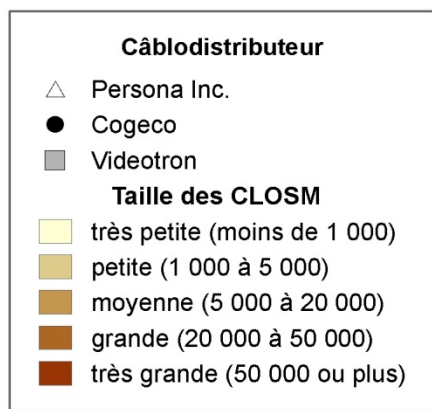 Câblodistributeur
Persona Inc.
Cogeco
Videotron
Taille des CLOSM
très petite (moins de 1 000)
petite (1 000 à 5 000)
moyenne (5 000 à 20 000)
grande (20 000 à 50 000)
très grande (50 000 ou plus)